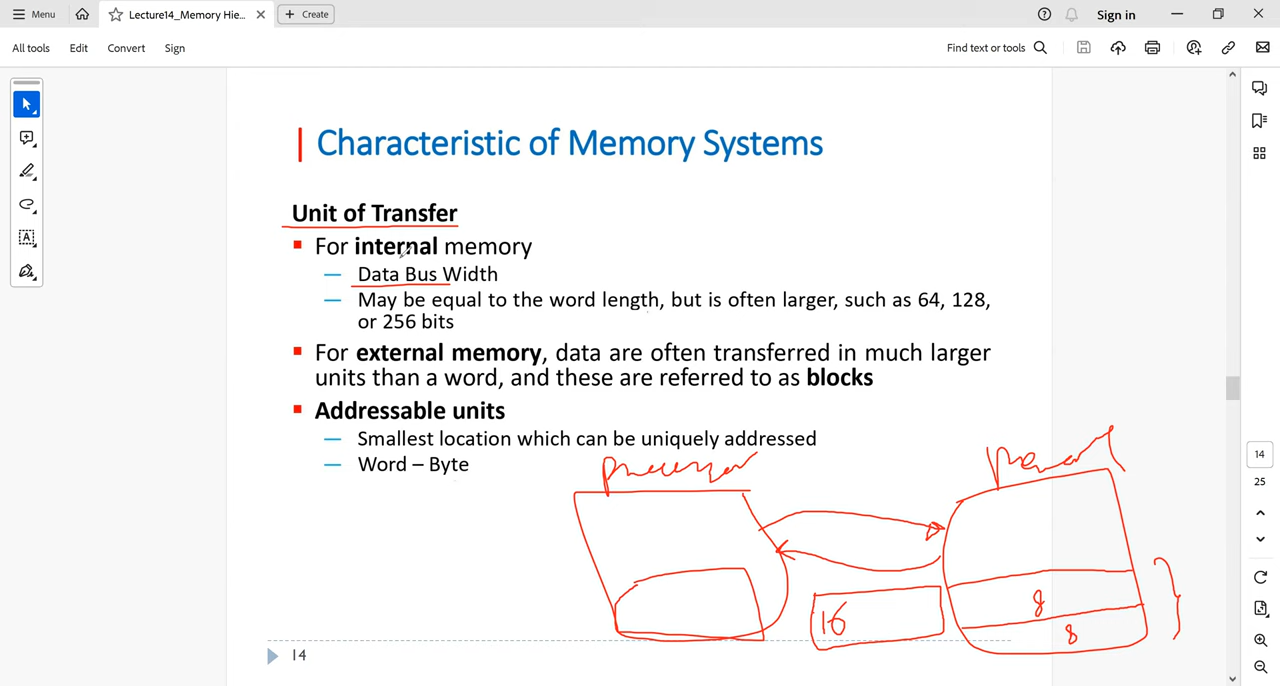 Menu
Lecture14_Memory Hie...
Create
Sign in
All tools
Edit
Convert
Sign
Find text or tools
| Characteristic of Memory Systems
Unit of Transfer
For internal memory
— Data Bus Width
— May be equal to the word length, but is often larger, such as 64, 128,
or 256 bits
For external memory, data are often transferred in much larger
units than a word, and these are referred to as blocks
Addressable units
— Smallest location which can be uniquely addressed
— Word – Byte
Processor
16
8
8
14
14
25